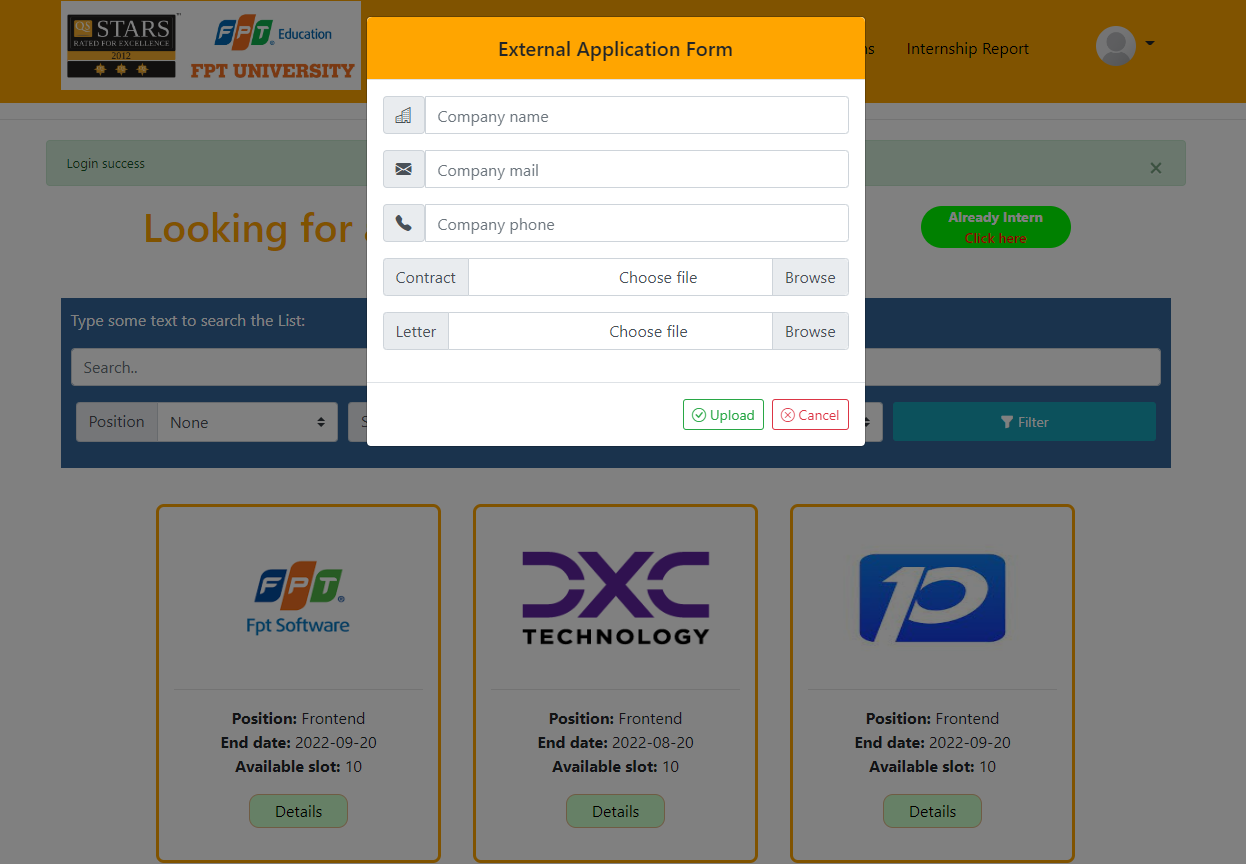 QS STARS
RATED FOR EXCELLENCE
2012
FPT Education
FPT UNIVERSITY
Internship Report
External Application Form
Company name
Company mail
Company phone
Contract Choose file Browse
Letter Choose file Browse
Upload Cancel
Login success ×
Looking for
Already Intern
Click here
Type some text to search the List:
Search..
Position None
Filter
FPT
Fpt Software
Position: Frontend
End date: 2022-09-20
Available slot: 10
Details
DXC
TECHNOLOGY
Position: Frontend
End date: 2022-08-20
Available slot: 10
Details
Position: Frontend
End date: 2022-09-20
Available slot: 10
Details